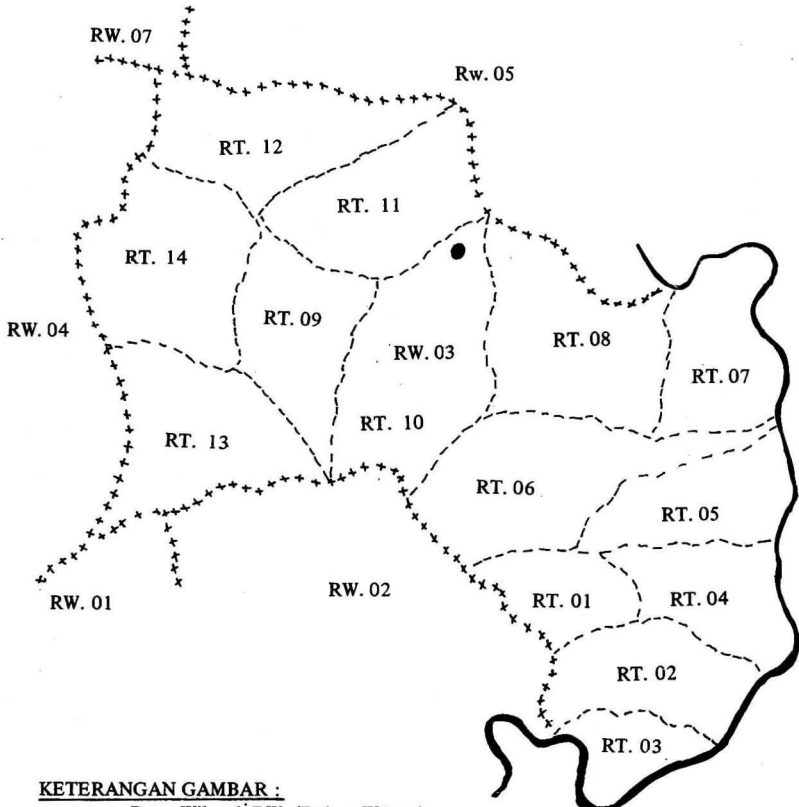 RW. 07
Rw. 05
RT. 12
RT. 11
RT. 14
RT. 09
RW. 04
RW. 03
RT. 08
RT. 07
RT. 13
RT. 10
RT. 06
RT. 05
RW. 01
RW. 02
RT. 01
RT. 04
RT. 02
RT. 03
KETERANGAN GAMBAR :